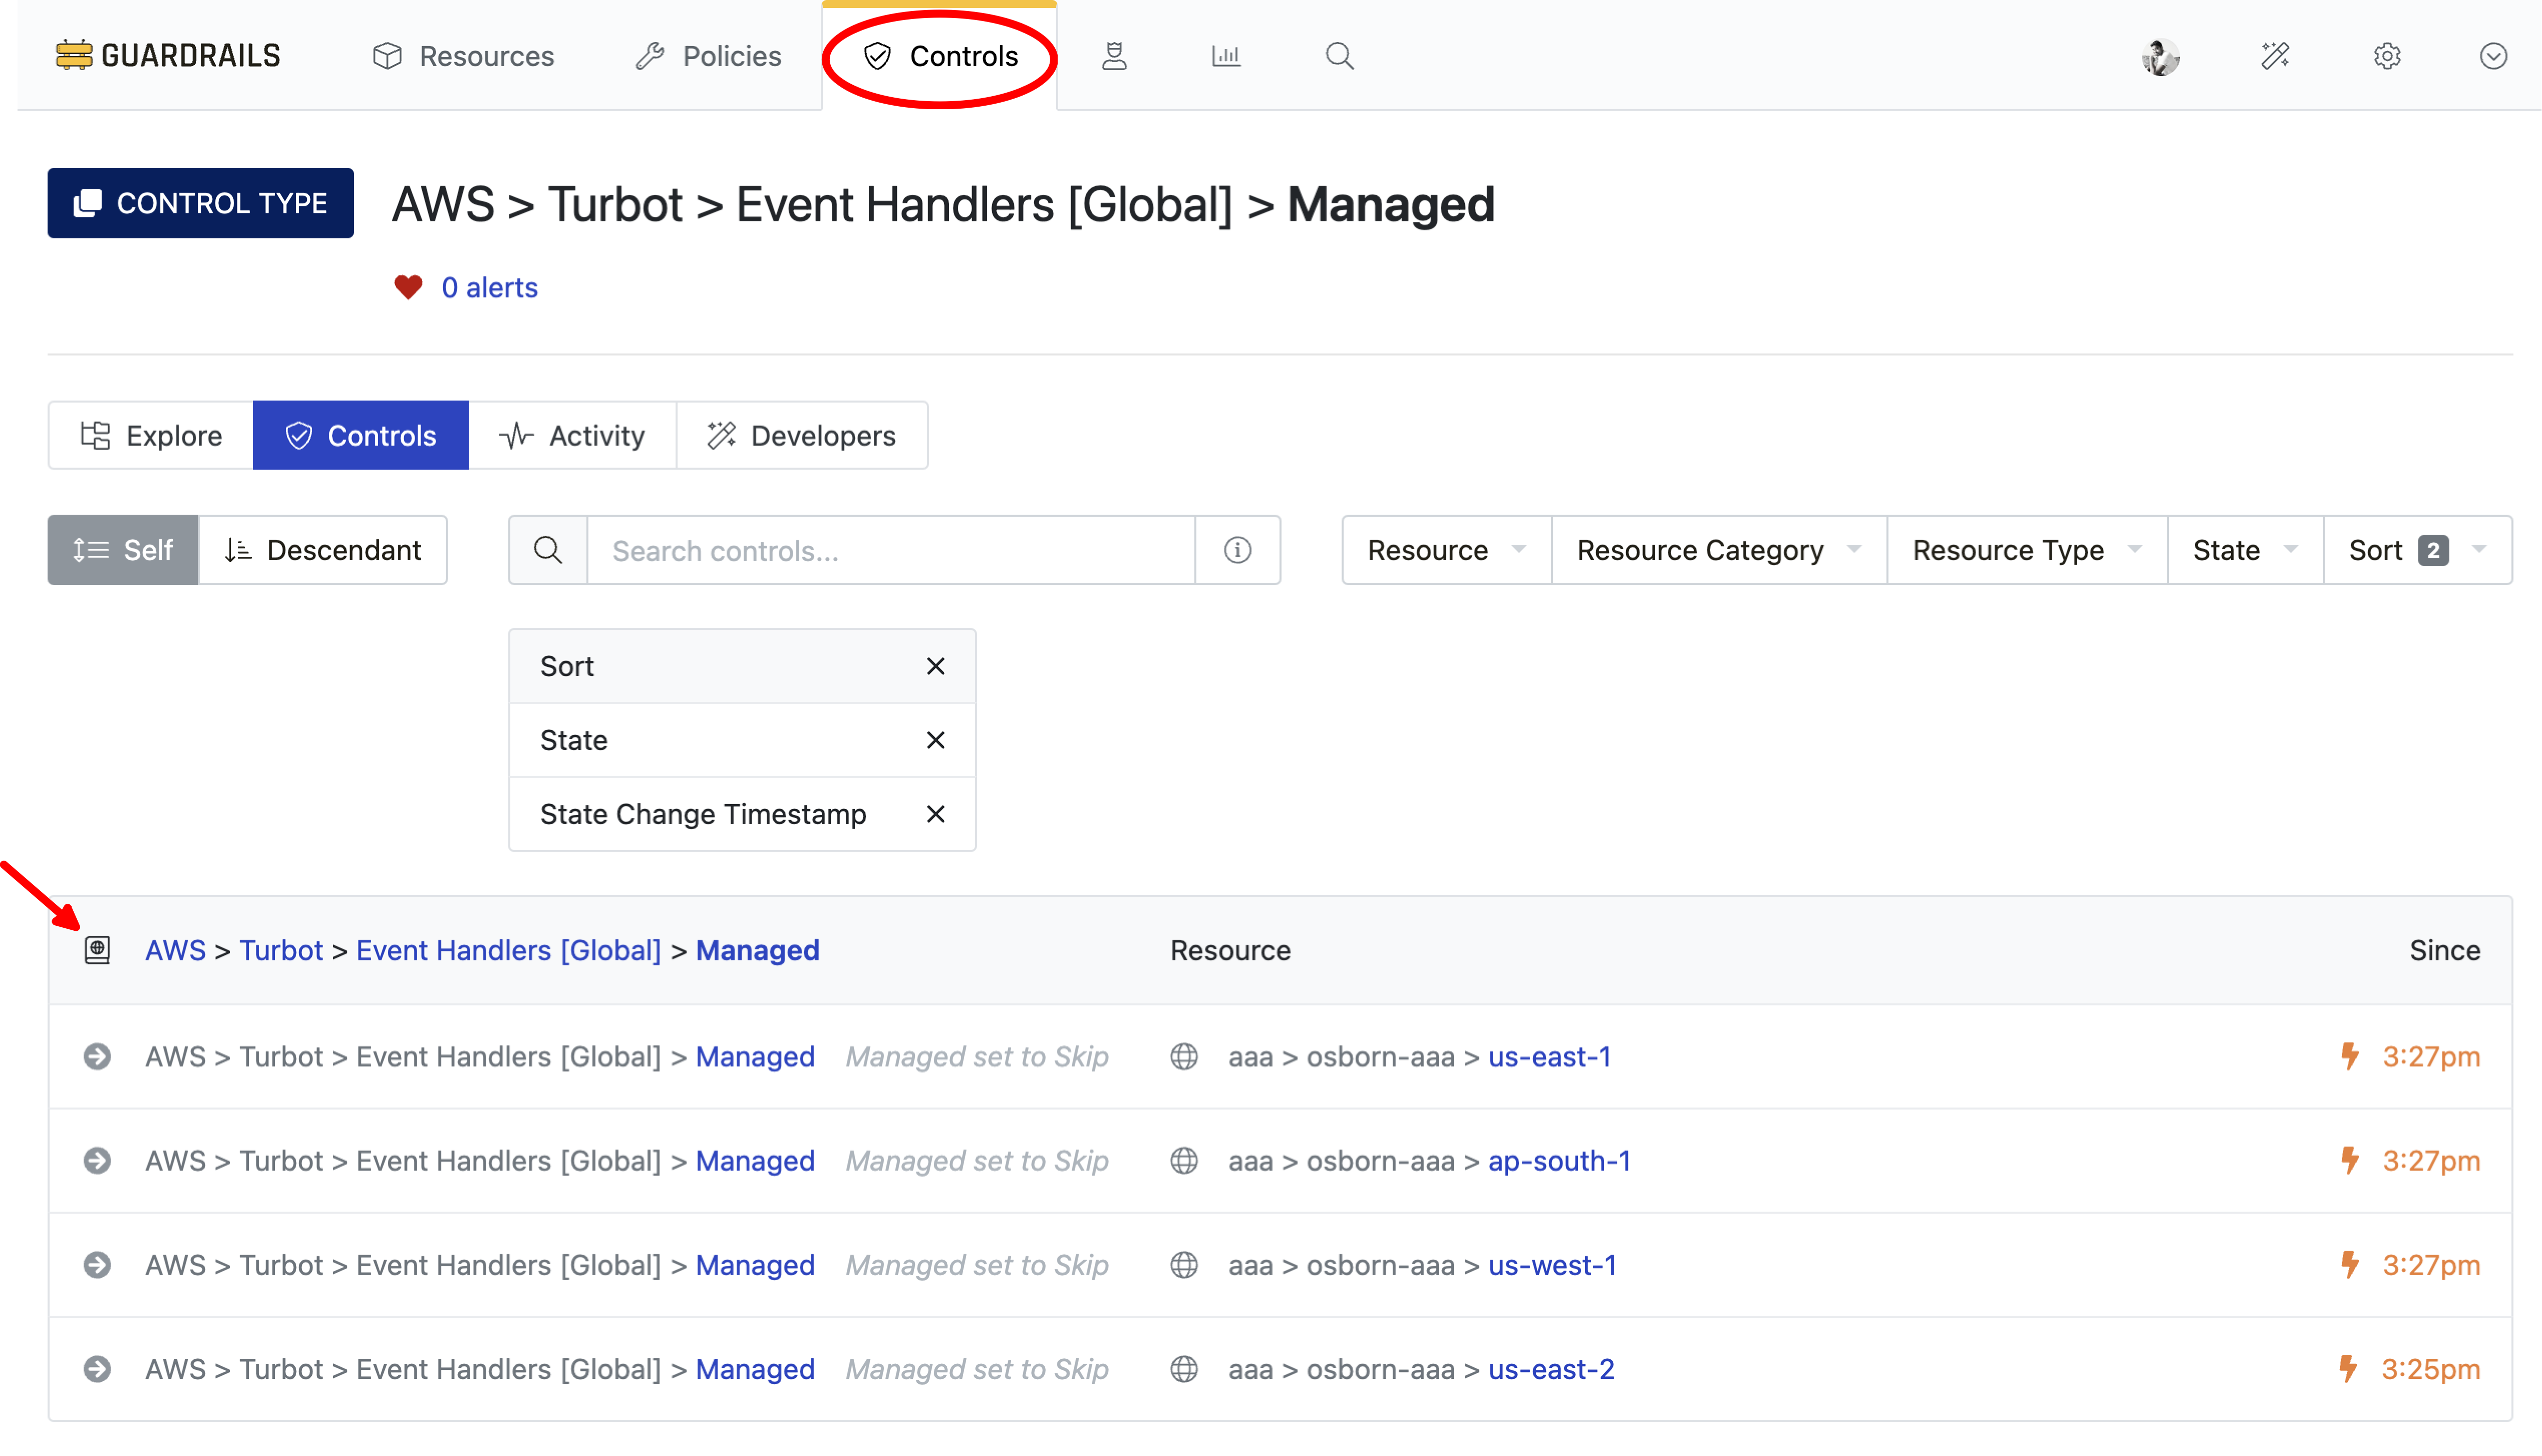 GUARDRAILS Resources Policies Controls
CONTROL TYPE AWS > Turbot > Event Handlers [Global] > Managed
0 alerts
Explore Controls Activity Developers
Self Descendant Search controls... Resource Resource Category Resource Type State Sort 2
Sort
State
State Change Timestamp
AWS > Turbot > Event Handlers [Global] > Managed Resource Since
AWS > Turbot > Event Handlers [Global] > Managed Managed set to Skip aaa > osborn-aaa > us-east-1 3:27pm
AWS > Turbot > Event Handlers [Global] > Managed Managed set to Skip aaa > osborn-aaa > ap-south-1 3:27pm
AWS > Turbot > Event Handlers [Global] > Managed Managed set to Skip aaa > osborn-aaa > us-west-1 3:27pm
AWS > Turbot > Event Handlers [Global] > Managed Managed set to Skip aaa > osborn-aaa > us-east-2 3:25pm